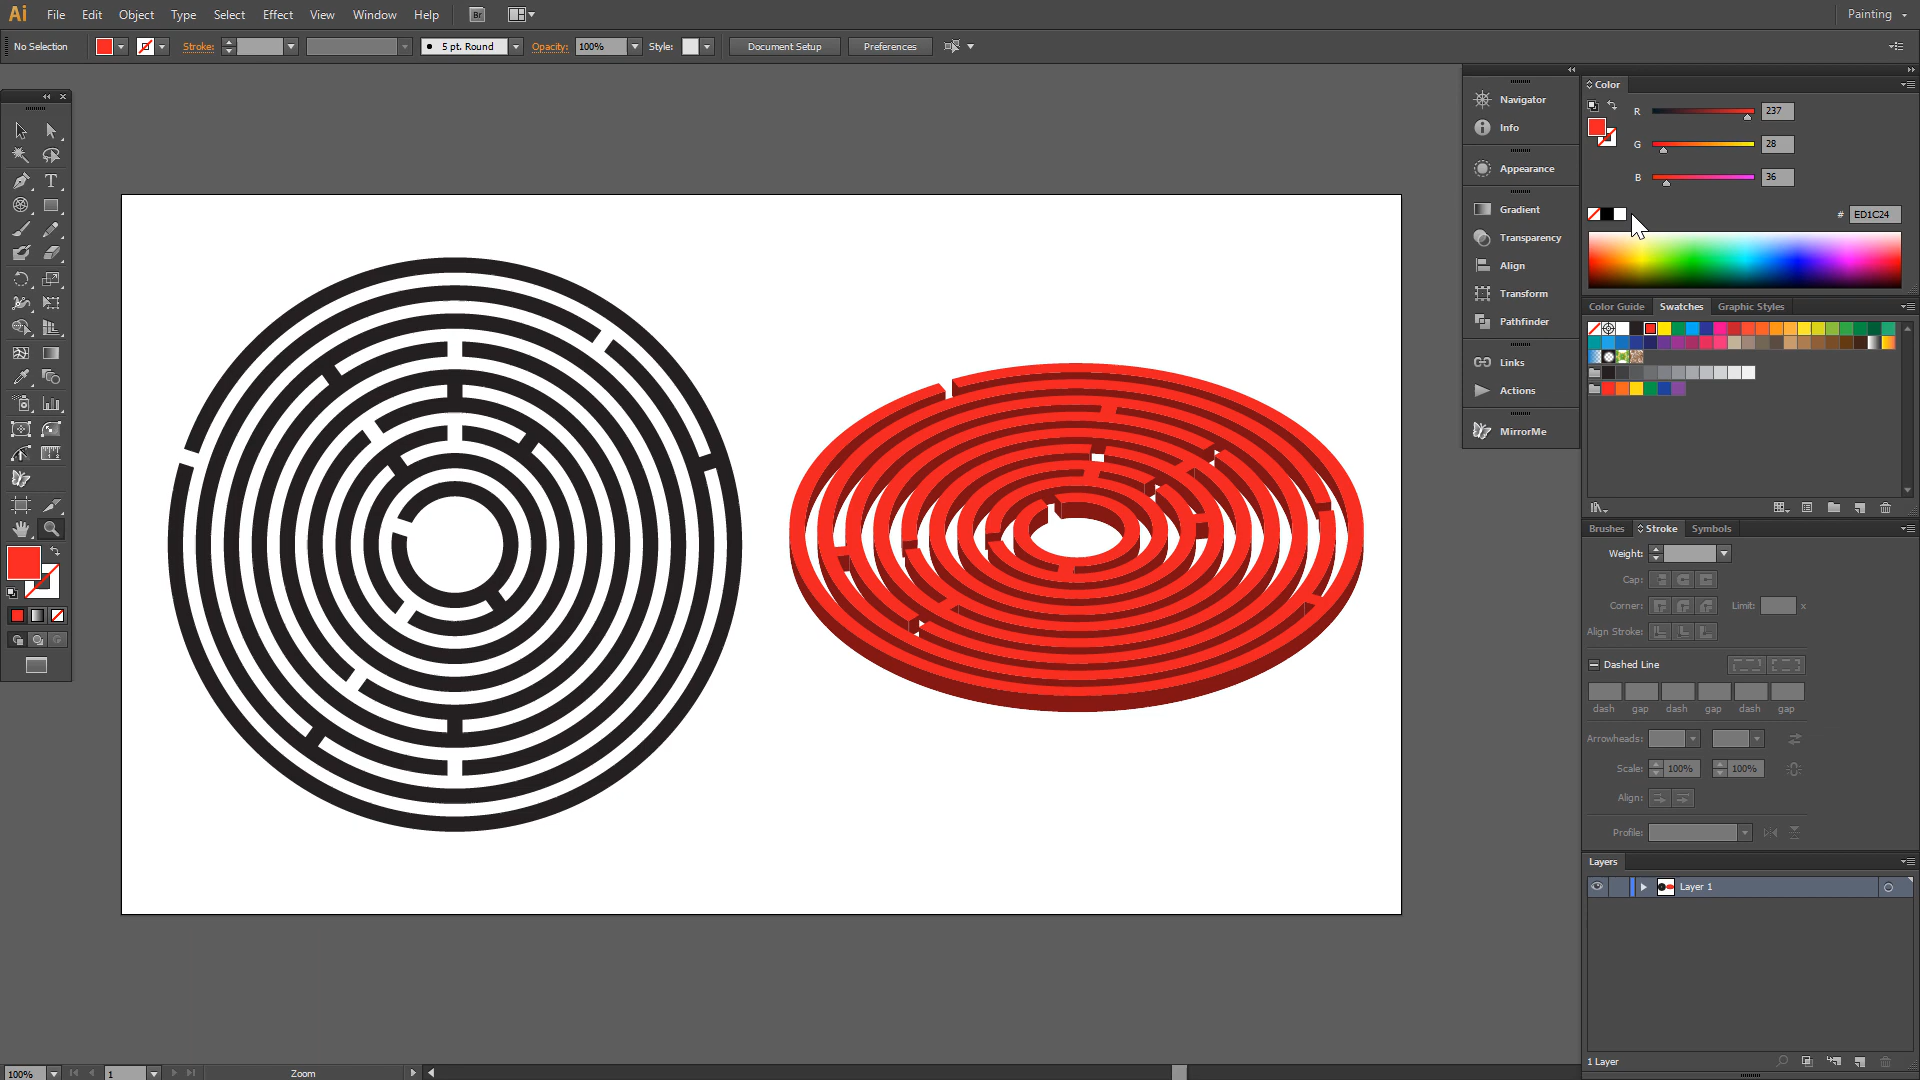 Ai File Edit Object Type Select Effect View Window Help Br Painting
No Selection Stroke: 5 pt. Round Opacity: 100% Style: Document Setup Preferences
Color
R 237
G 28
B 36
# ED1C24
Navigator
Info
Appearance
Gradient
Transparency
Align
Transform
Pathfinder
Links
Actions
MirrorMe
Color Guide Swatches Graphic Styles
Brushes Stroke Symbols
Weight:
Cap:
Corner: Limit: x
Align Stroke:
Dashed Line
dash gap dash gap dash gap
Arrowheads:
Scale: 100% 100%
Align:
Profile:
Layers
Layer 1
1 Layer
T
100% 1 Zoom